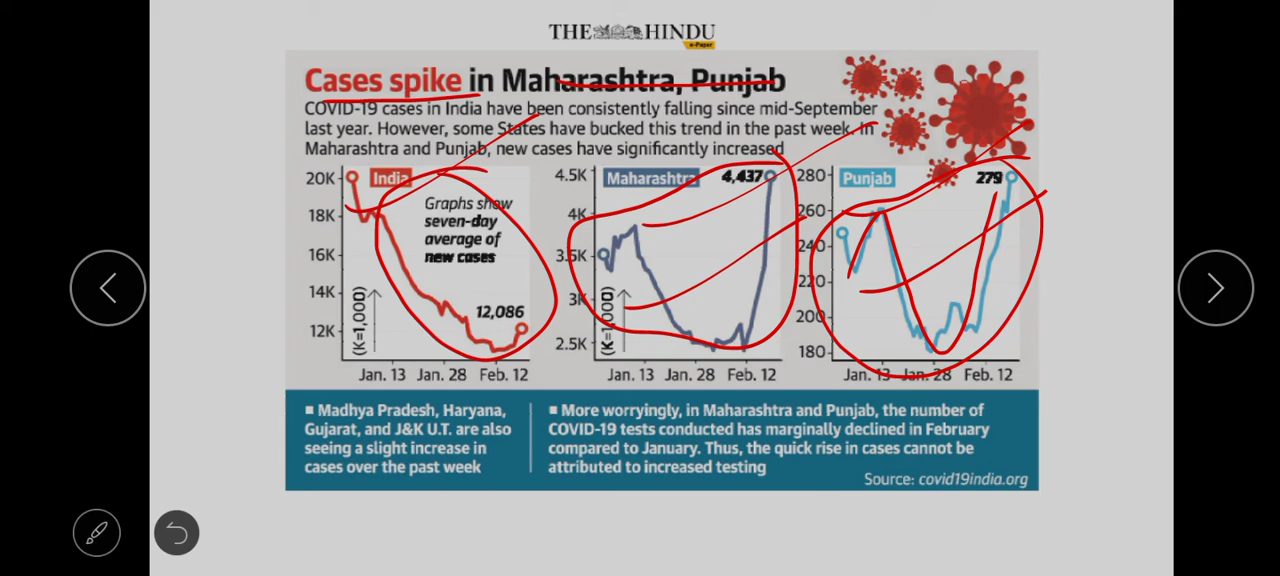 THE HINDU
e-Paper
Cases spike in Maharashtra, Punjab
COVID-19 cases in India have been consistently falling since mid-September
last year. However, some States have bucked this trend in the past week. In
Maharashtra and Punjab, new cases have significantly increased
India
20K
18K
16K
14K
12K
(K=1,000)
Graphs show
seven-day
average of
new cases
12,086
Jan. 13 Jan. 28 Feb. 12
Maharashtra
4,437
4.5K
4K
3.5K
3K
2.5K
(K=1,000)
Jan. 13 Jan. 28 Feb. 12
Punjab
279
280
260
240
220
200
180
Jan. 13 Jan. 28 Feb. 12
■ Madhya Pradesh, Haryana,
Gujarat, and J&K U.T. are also
seeing a slight increase in
cases over the past week
■ More worryingly, in Maharashtra and Punjab, the number of
COVID-19 tests conducted has marginally declined in February
compared to January. Thus, the quick rise in cases cannot be
attributed to increased testing
Source: covid19india.org